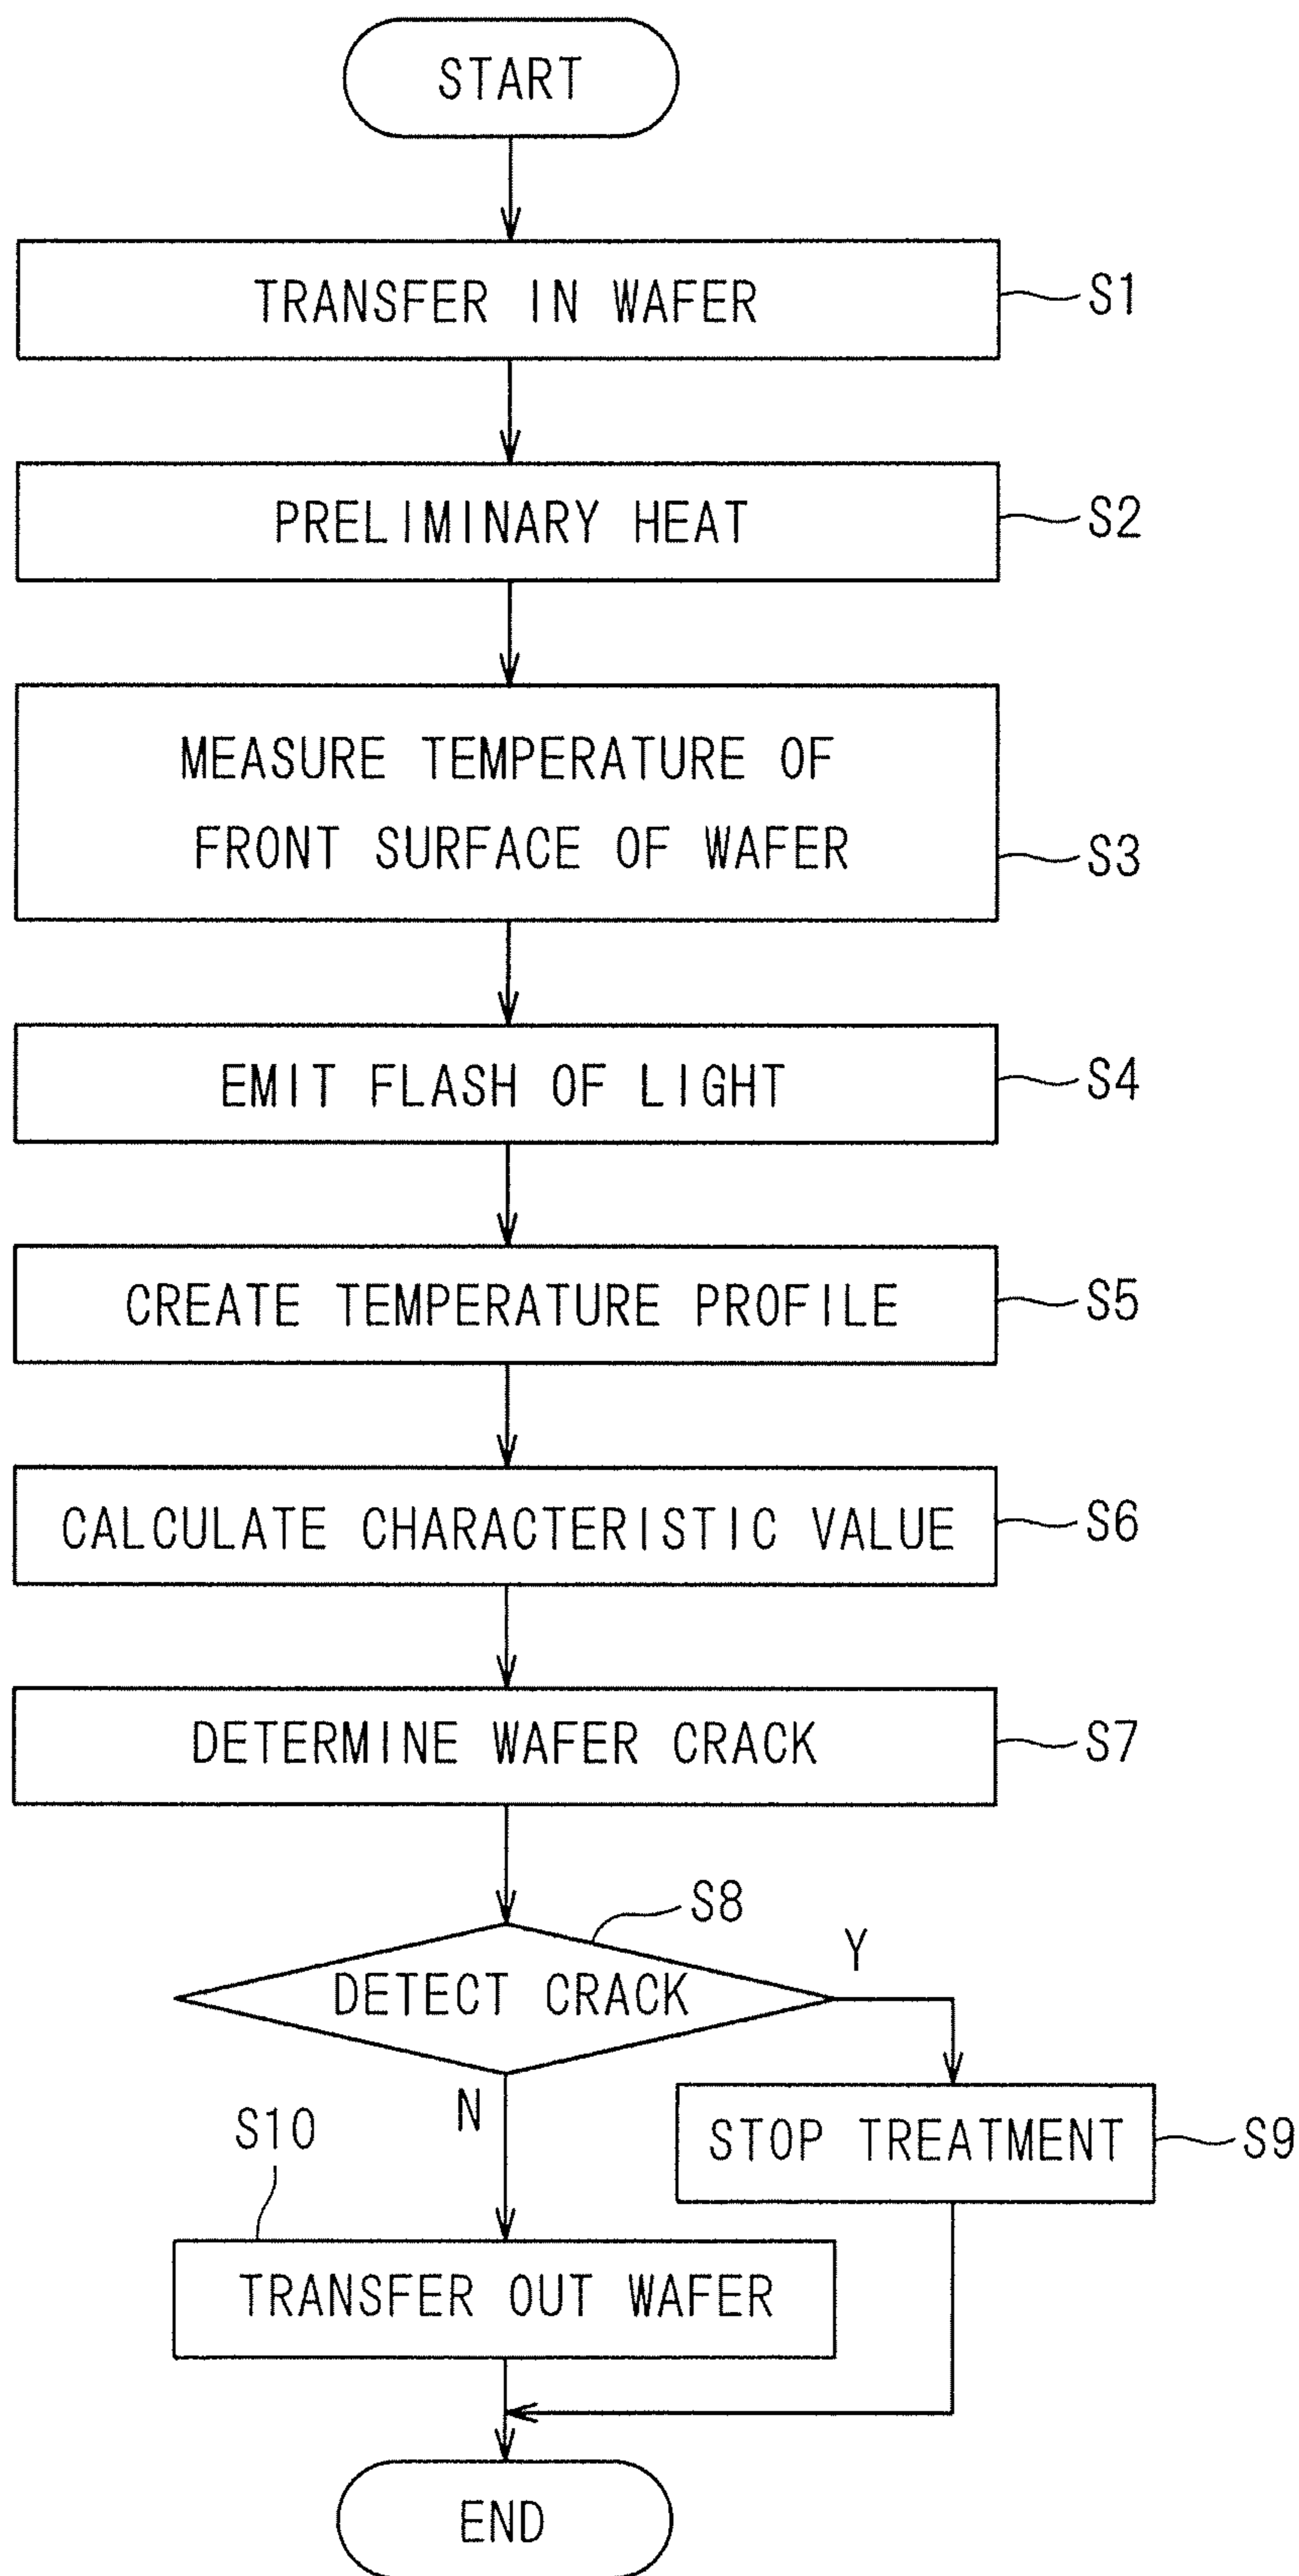 START
TRANSFER IN WAFER
S1
PRELIMINARY HEAT
S2
MEASURE TEMPERATURE OF
FRONT SURFACE OF WAFER
S3
EMIT FLASH OF LIGHT
S4
CREATE TEMPERATURE PROFILE
S5
CALCULATE CHARACTERISTIC VALUE
S6
DETERMINE WAFER CRACK
S7
S8
DETECT CRACK
Y
N
STOP TREATMENT
S9
S10
TRANSFER OUT WAFER
END